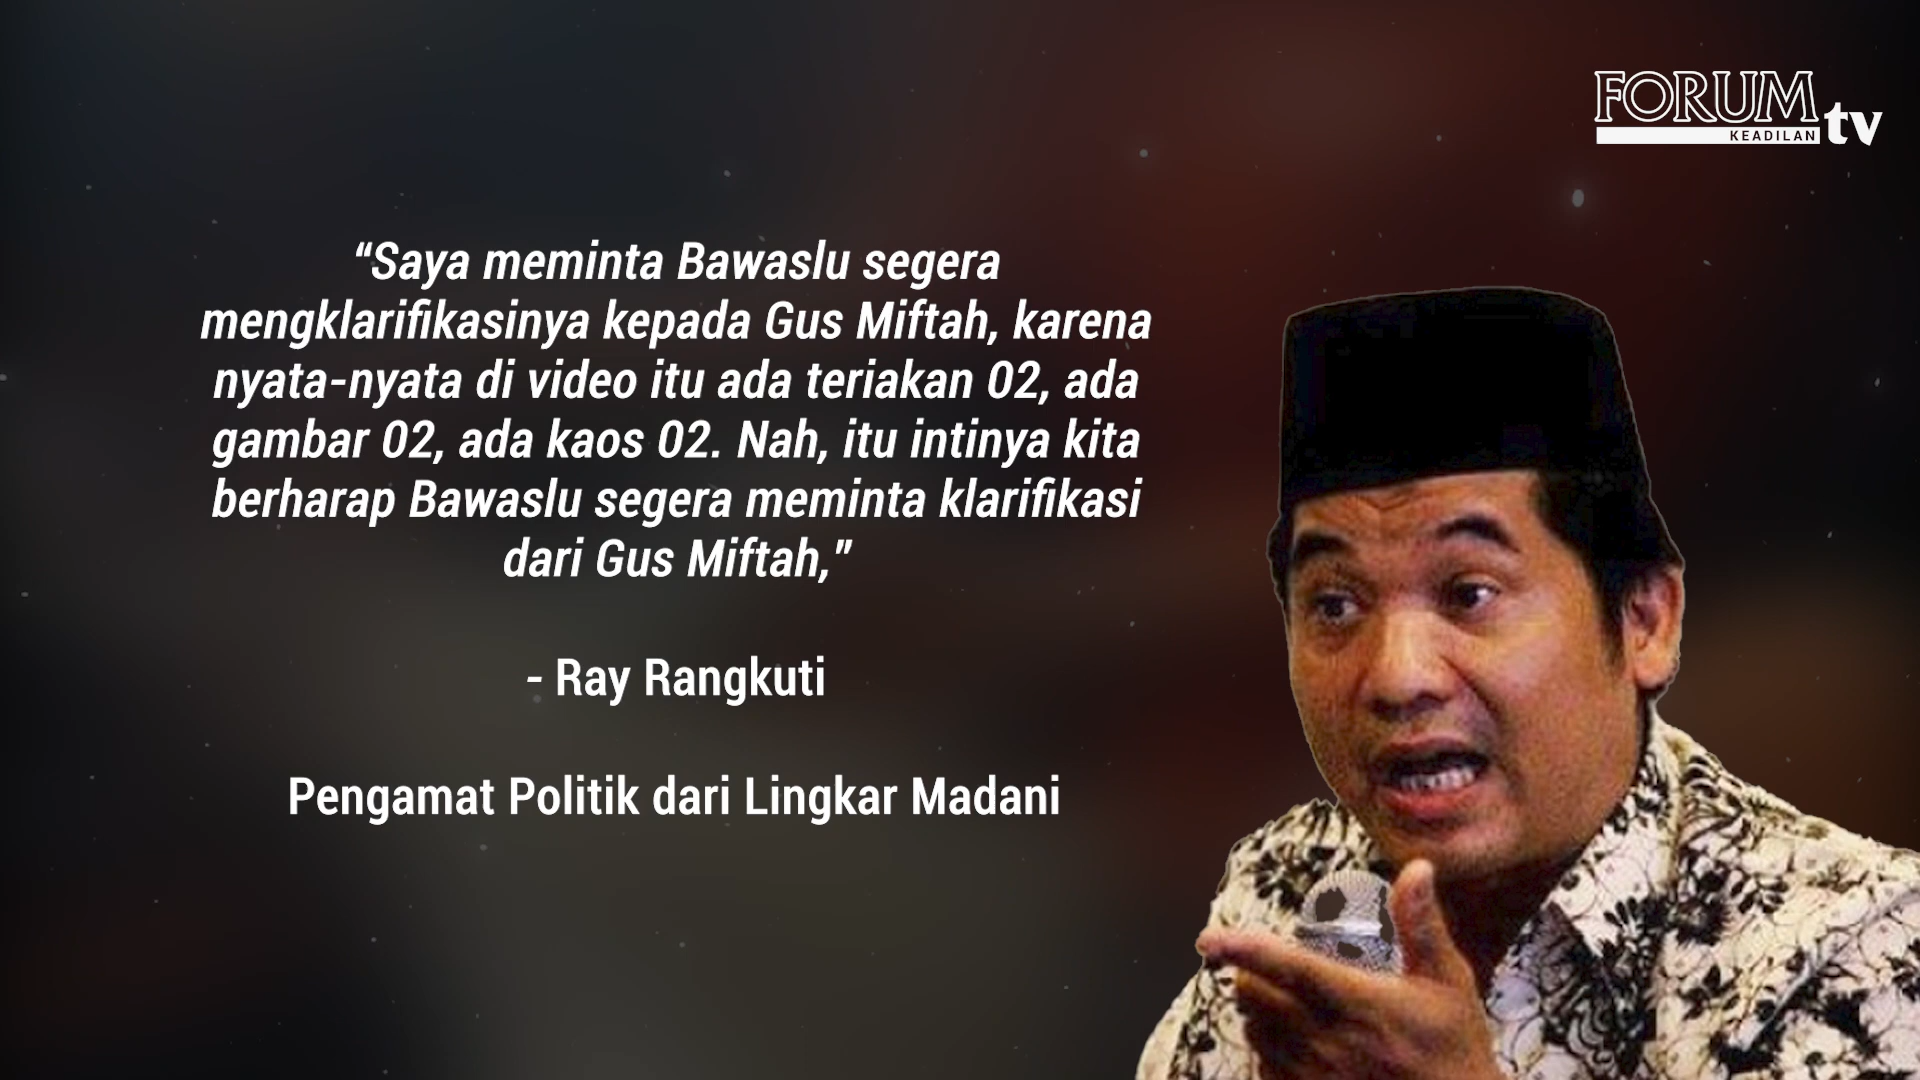 FORUM
KEADILAN
tv
“Saya meminta Bawaslu segera
mengklarifikasinya kepada Gus Miftah, karena
nyata-nyata di video itu ada teriakan 02, ada
gambar 02, ada kaos 02. Nah, itu intinya kita
berharap Bawaslu segera meminta klarifikasi
dari Gus Miftah,”
- Ray Rangkuti
Pengamat Politik dari Lingkar Madani